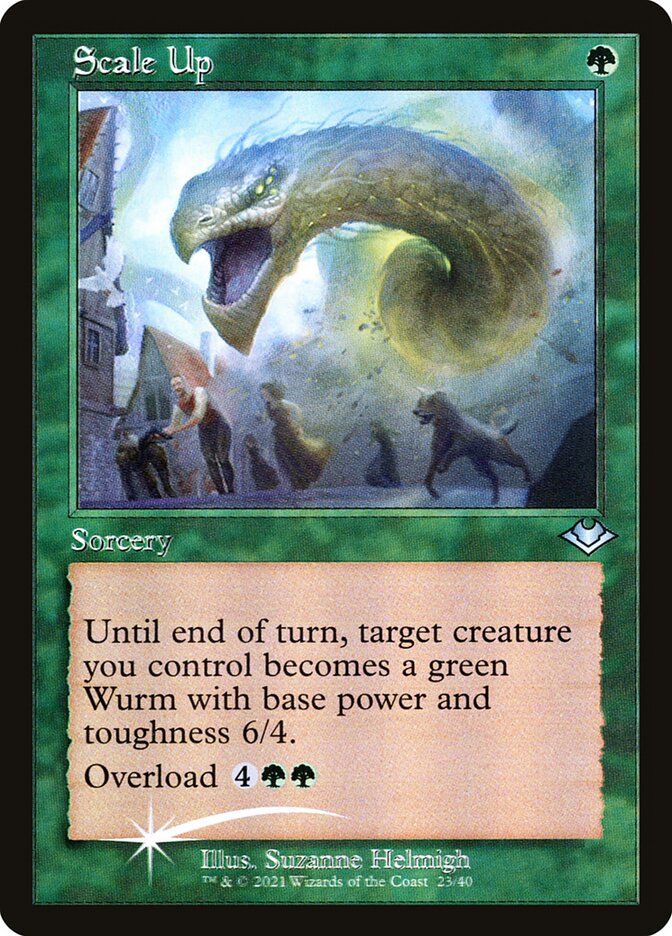 Scale Up
Sorcery
Until end of turn, target creature
you control becomes a green
Wurm with base power and
toughness 6/4.
Overload 4
Illus. Suzanne Helmigh
™ & © 2021 Wizards of the Coast 23/40